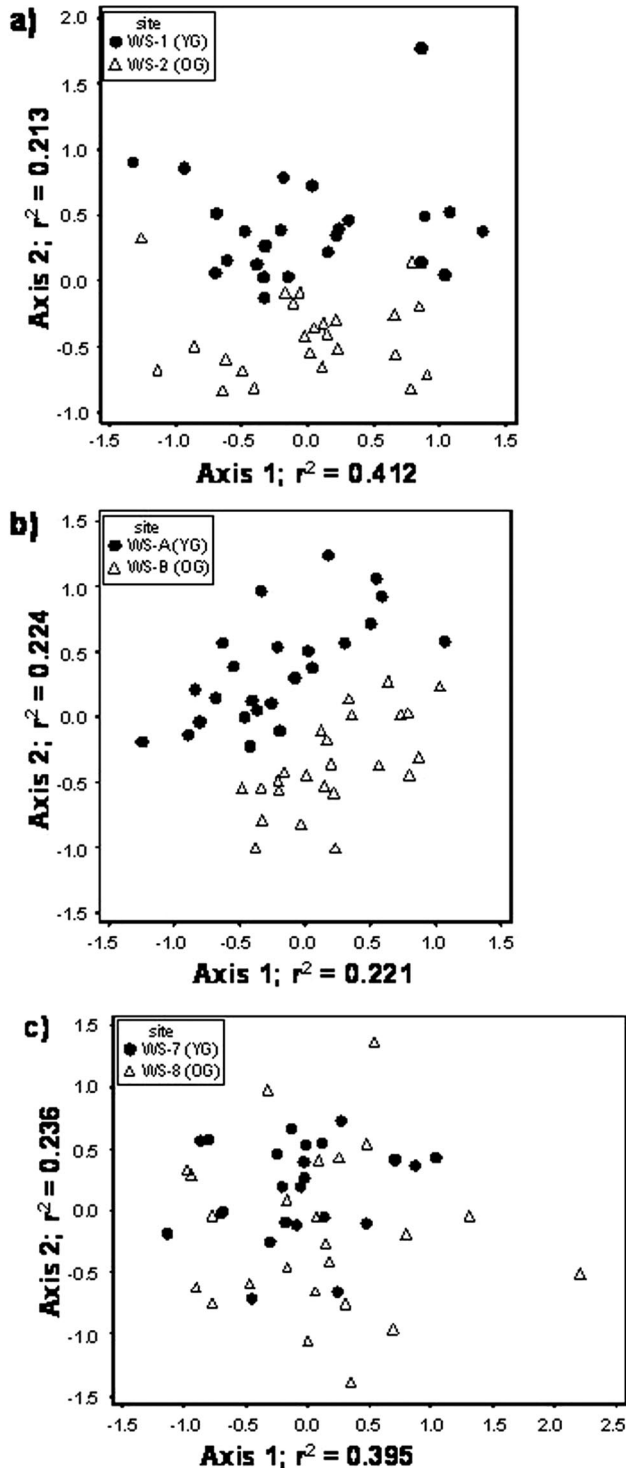 a)
site
● WS-1 (YG)
△ WS-2 (OG)
2.0
1.5
1.0
0.5
0.0
-0.5
-1.0
Axis 2; r² = 0.213
-1.5 -1.0 -0.5 0.0 0.5 1.0 1.5
Axis 1; r² = 0.412
b)
site
● WS-A(YG)
△ WS-B (OG)
1.5
1.0
0.5
0.0
-0.5
-1.0
-1.5
Axis 2; r² = 0.224
-1.5 -1.0 -0.5 0.0 0.5 1.0 1.5
Axis 1; r² = 0.221
c)
site
● WS-7 (YG)
△ WS-8 (OG)
1.5
1.0
0.5
0.0
-0.5
-1.0
-1.5
Axis 2; r² = 0.236
-1.5 -1.0 -0.5 0.0 0.5 1.0 1.5 2.0 2.5
Axis 1; r² = 0.395